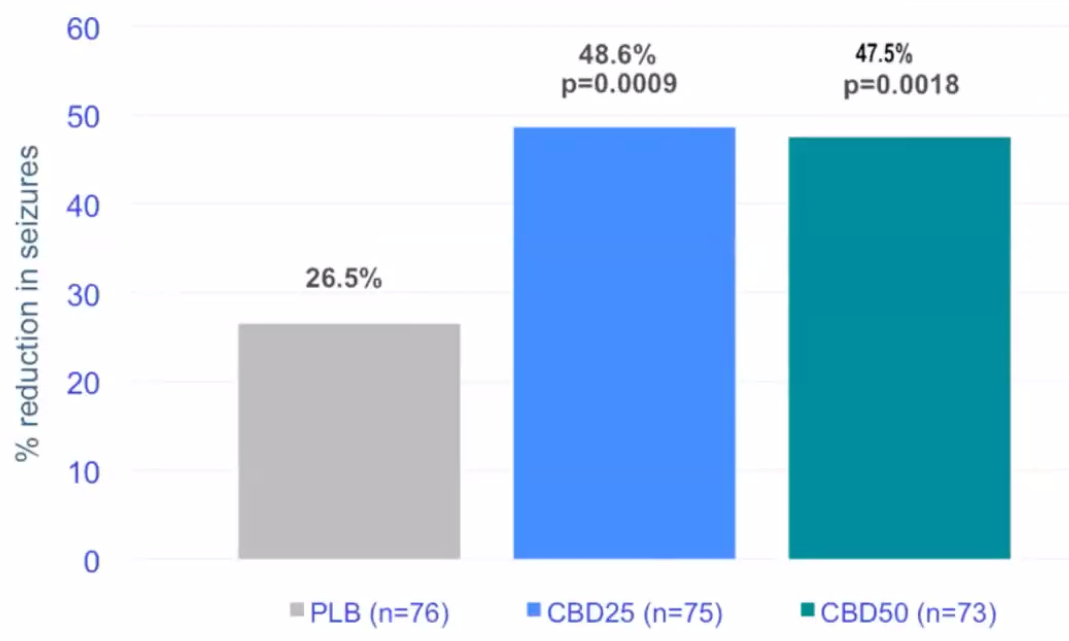 % reduction in seizures
60
50
40
30
20
10
0
26.5%
48.6%
p=0.0009
47.5%
p=0.0018
PLB (n=76)
CBD25 (n=75)
CBD50 (n=73)